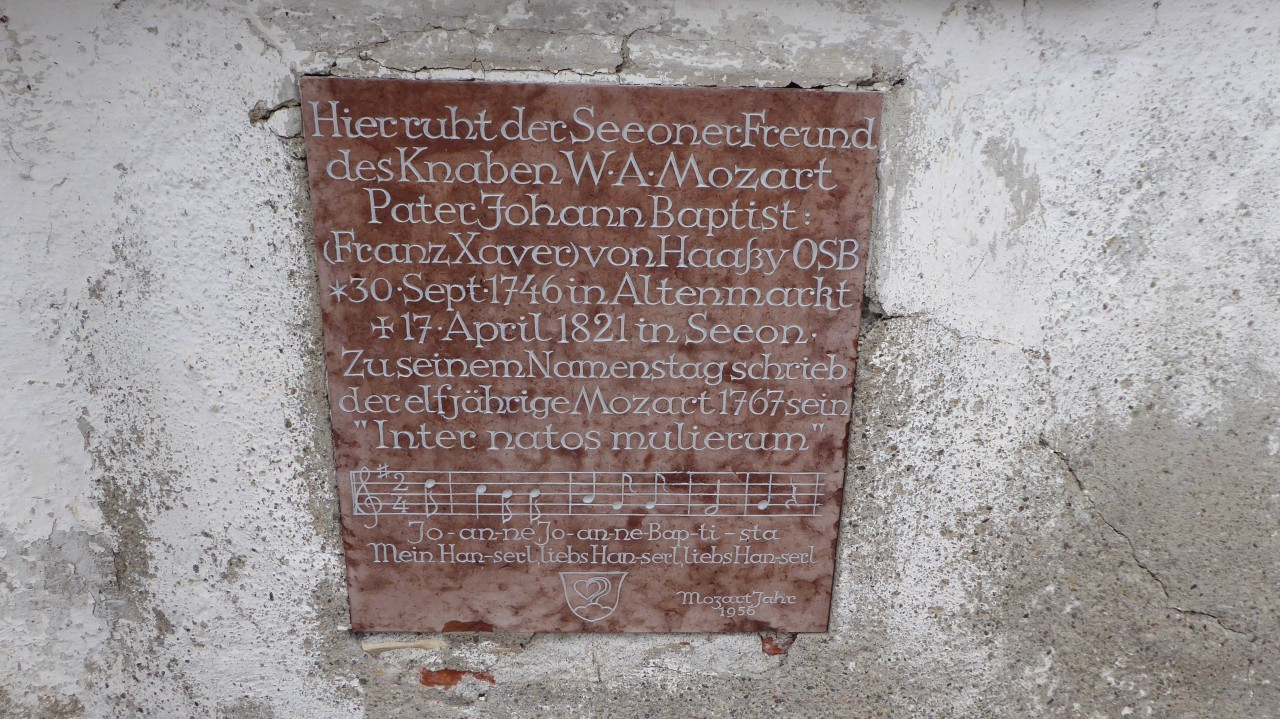 Hier ruht der Seeoner Freund
des Knaben W·A·Mozart
Pater Johann Baptist:
(Franz Xaver) von Haaßy OSB
*30·Sept·1746 in Altenmarkt
✠17·April 1821 in Seeon·
Zu seinem Namenstag schrieb
der elfjährige Mozart 1767 sein
"Inter natos mulierum"
2
4
Jo-an-ne Jo-an-ne-Bap-ti-sta
Mein Han-serl, liebs Han-serl, liebs Han-serl
Mozart Jahr
1956